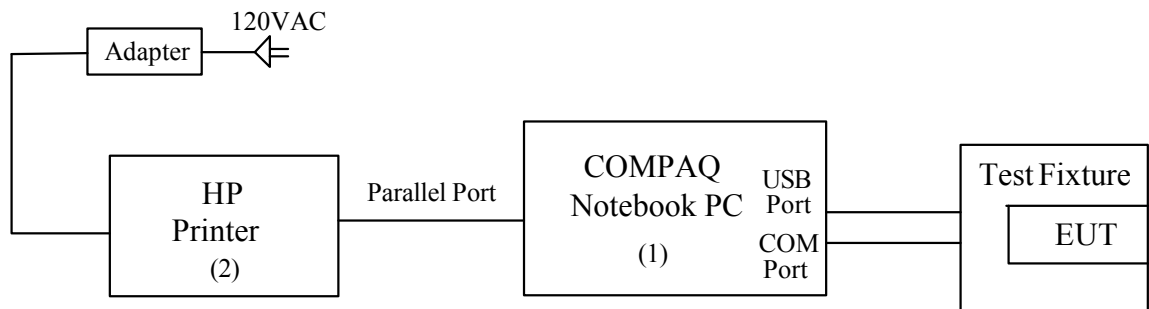 120VAC
Adapter
HP
Printer
(2)
Parallel Port
COMPAQ
Notebook PC
(1)
USB
Port
COM
Port
Test Fixture
EUT